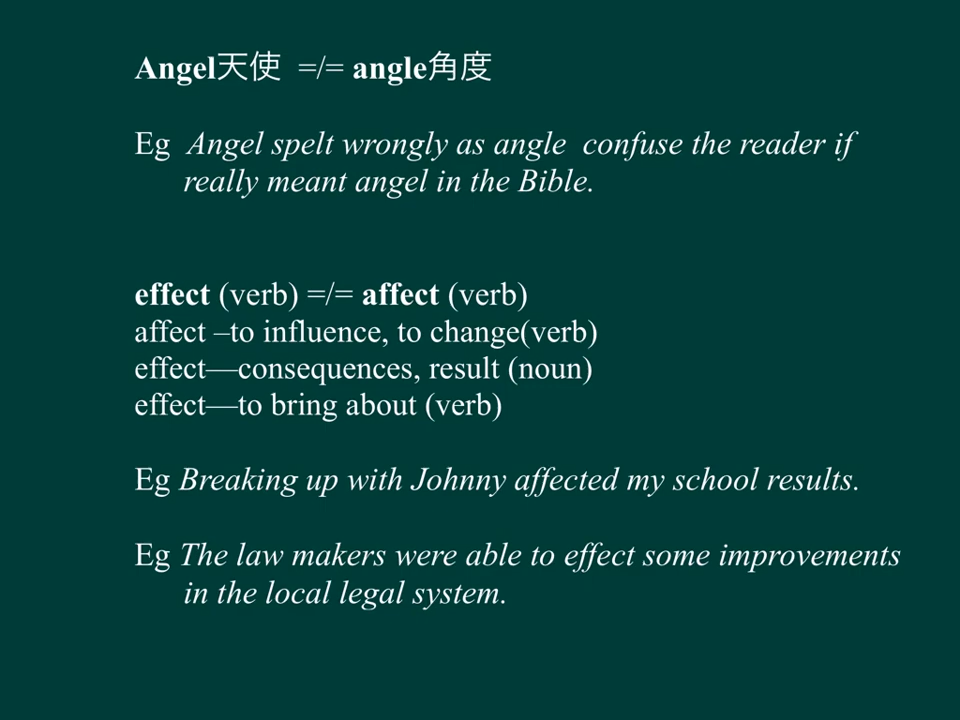 Angel天使 =/= angle角度
Eg Angel spelt wrongly as angle confuse the reader if
really meant angel in the Bible.
effect (verb) =/= affect (verb)
affect –to influence, to change(verb)
effect—consequences, result (noun)
effect—to bring about (verb)
Eg Breaking up with Johnny affected my school results.
Eg The law makers were able to effect some improvements
in the local legal system.